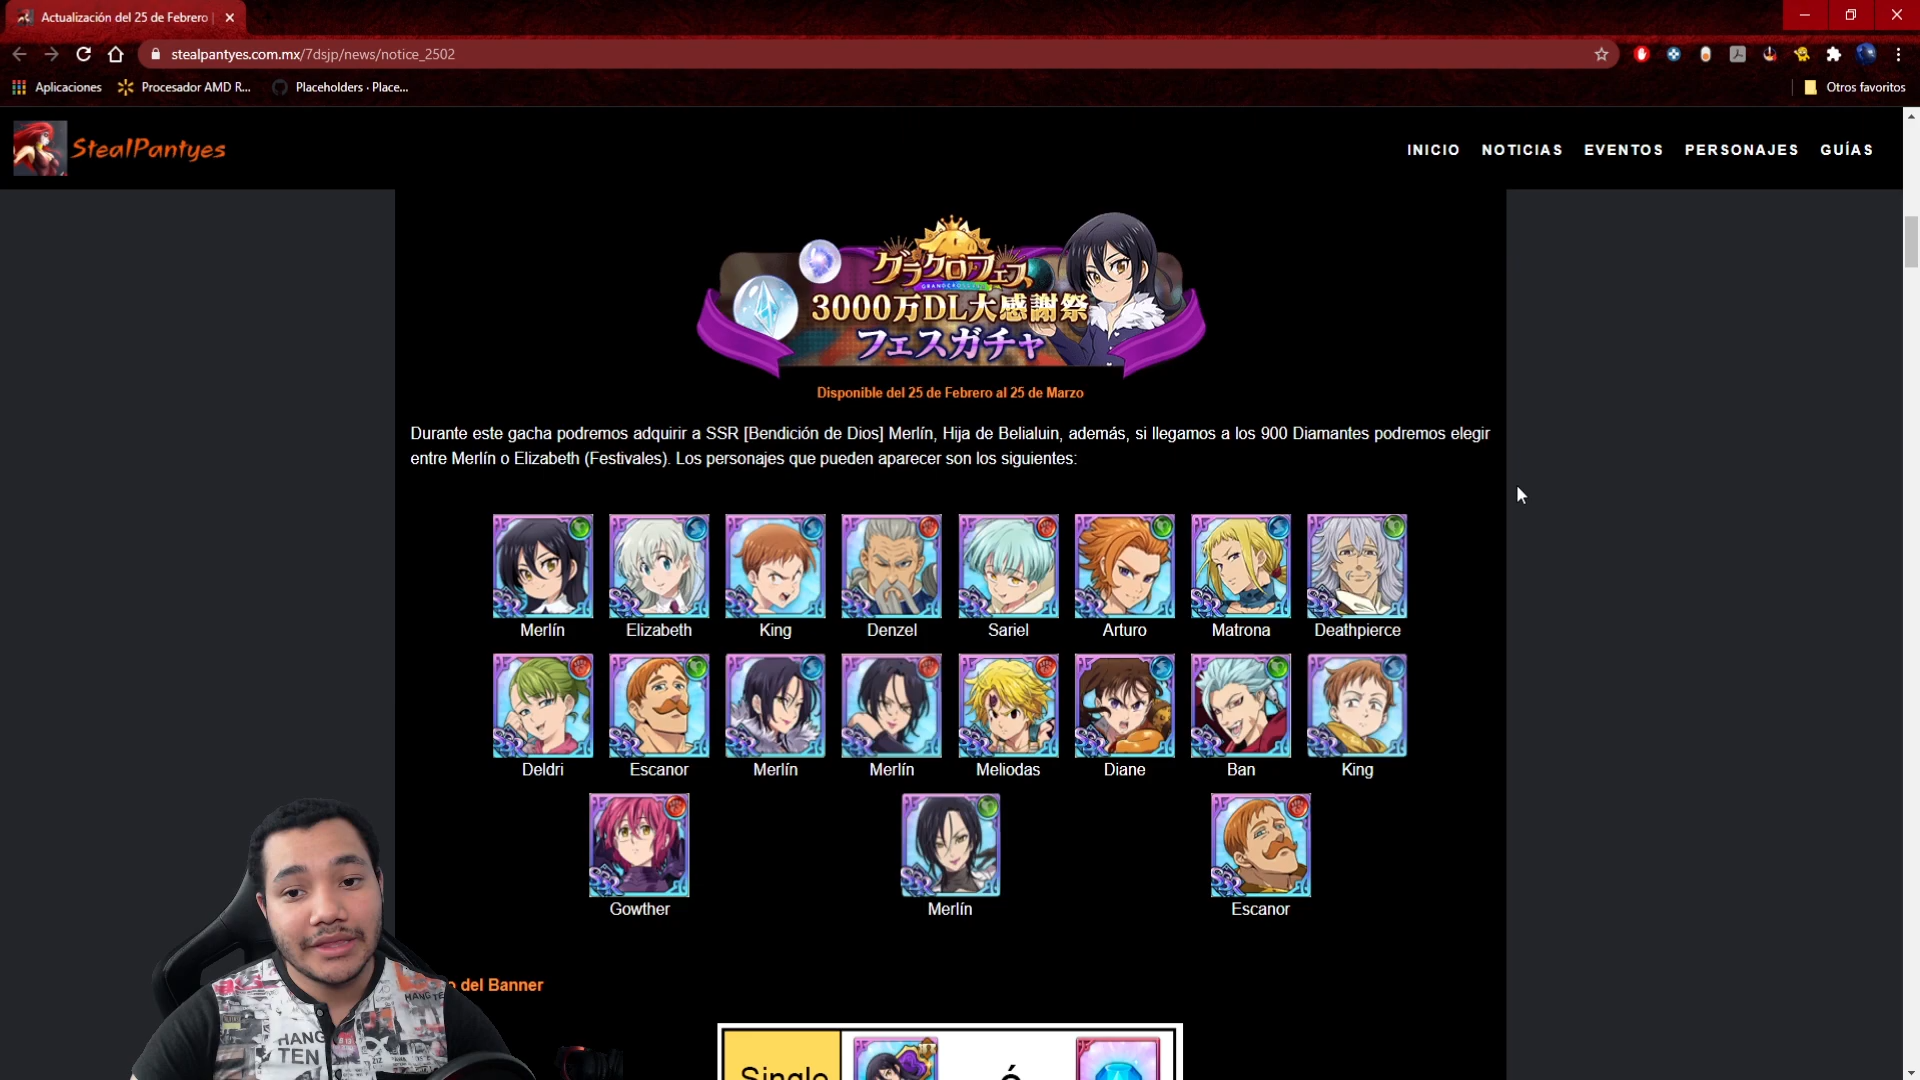 Actualización del 25 de Febrero |
stealpantyes.com.mx/7dsjp/news/notice_2502
Aplicaciones
Procesador AMD R...
Placeholders · Place...
Otros favoritos
StealPantyes
INICIO NOTICIAS EVENTOS PERSONAJES GUÍAS
グラクロフェス
3000万DL大感謝祭
フェスガチャ
Disponible del 25 de Febrero al 25 de Marzo
Durante este gacha podremos adquirir a SSR [Bendición de Dios] Merlín, Hija de Belialuin, además, si llegamos a los 900 Diamantes podremos elegir
entre Merlín o Elizabeth (Festivales). Los personajes que pueden aparecer son los siguientes:
Merlín Elizabeth King Denzel Sariel Arturo Matrona Deathpierce
Deldri Escanor Merlín Merlín Meliodas Diane Ban King
Gowther Merlín Escanor
del Banner
Single ó
HANG TEN
HANG
TEN